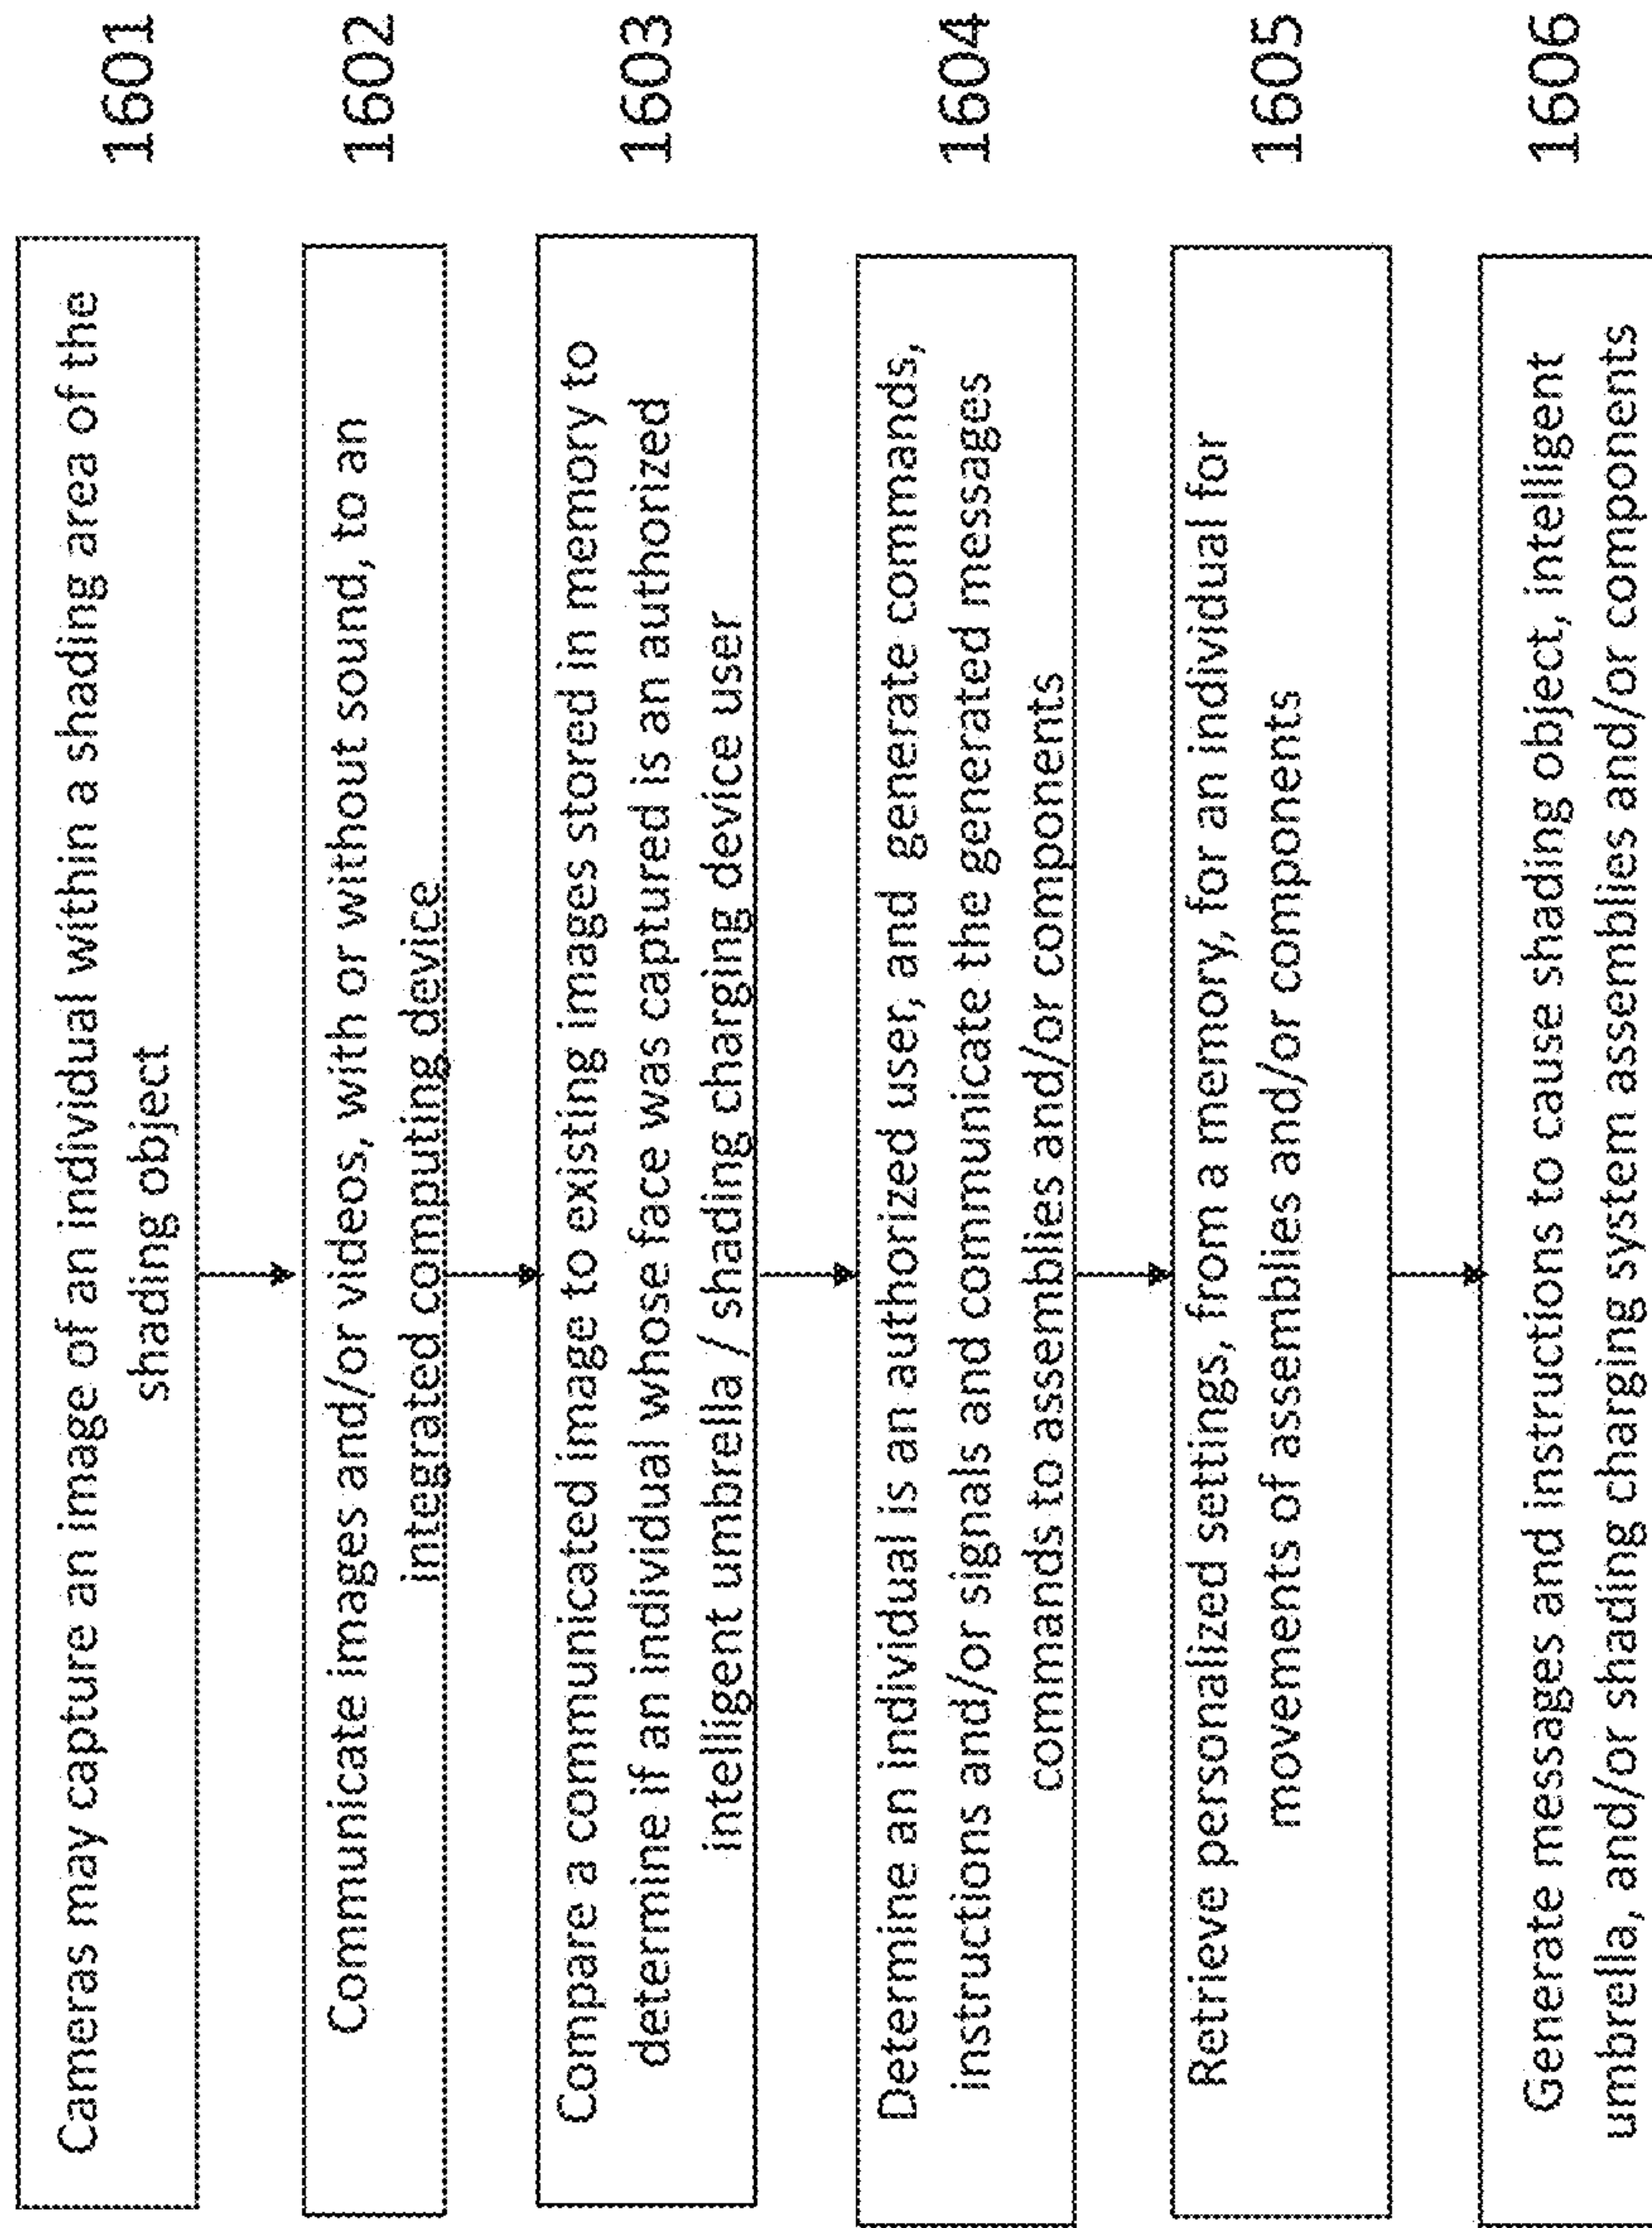 Cameras may capture an image of an individual within a shading area of the
shading object
1601
Communicate images and/or videos, with or without sound, to an
integrated computing device
1602
Compare a communicated image to existing images stored in memory to
determine if an individual whose face was captured is an authorized
intelligent umbrella / shading charging device user
1603
Determine an individual is an authorized user, and generate commands,
instructions and/or signals and communicate the generated messages
commands to assemblies and/or components
1604
Retrieve personalized settings, from a memory, for an individual for
movements of assemblies and/or components
1605
Generate messages and instructions to cause shading object, intelligent
umbrella, and/or shading charging system assemblies and/or components
1606